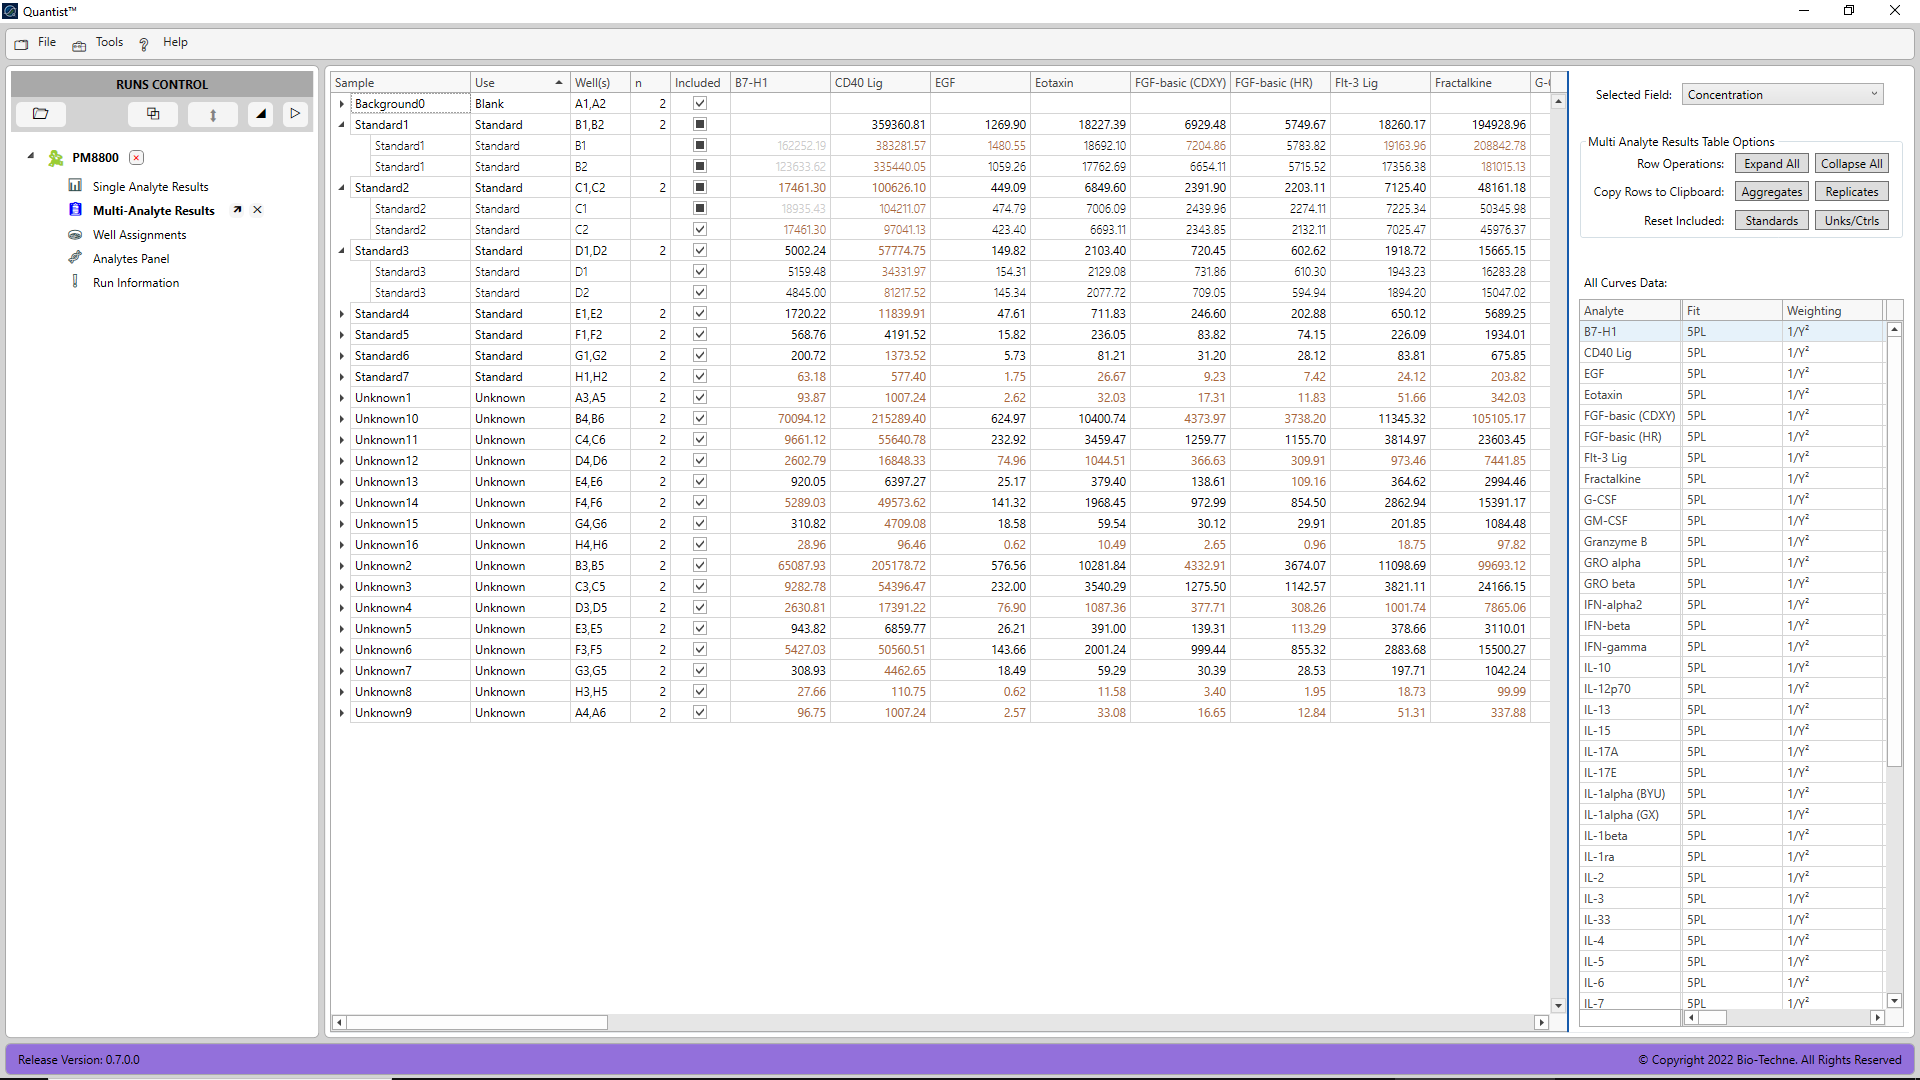 Quantist™
File Tools Help
RUNS CONTROL
PM8800
Single Analyte Results
Multi-Analyte Results
Well Assignments
Analytes Panel
Run Information
Sample Use Well(s) n Included B7-H1 CD40 Lig EGF Eotaxin FGF-basic (CDXY) FGF-basic (HR) Flt-3 Lig Fractalkine G-
Background0 Blank A1,A2 2
Standard1 Standard B1,B2 2 359360.81 1269.90 18227.39 6929.48 5749.67 18260.17 194928.96
Standard1 Standard B1 162252.19 383281.57 1480.55 18692.10 7204.86 5783.82 19163.96 208842.78
Standard1 Standard B2 123633.62 335440.05 1059.26 17762.69 6654.11 5715.52 17356.38 181015.13
Standard2 Standard C1,C2 2 17461.30 100626.10 449.09 6849.60 2391.90 2203.11 7125.40 48161.18
Standard2 Standard C1 18935.43 104211.07 474.79 7006.09 2439.96 2274.11 7225.34 50345.98
Standard2 Standard C2 17461.30 97041.13 423.40 6693.11 2343.85 2132.11 7025.47 45976.37
Standard3 Standard D1,D2 2 5002.24 57774.75 149.82 2103.40 720.45 602.62 1918.72 15665.15
Standard3 Standard D1 5159.48 34331.97 154.31 2129.08 731.86 610.30 1943.23 16283.28
Standard3 Standard D2 4845.00 81217.52 145.34 2077.72 709.05 594.94 1894.20 15047.02
Standard4 Standard E1,E2 2 1720.22 11839.91 47.61 711.83 246.60 202.88 650.12 5689.25
Standard5 Standard F1,F2 2 568.76 4191.52 15.82 236.05 83.82 74.15 226.09 1934.01
Standard6 Standard G1,G2 2 200.72 1373.52 5.73 81.21 31.20 28.12 83.81 675.85
Standard7 Standard H1,H2 2 63.18 577.40 1.75 26.67 9.23 7.42 24.12 203.82
Unknown1 Unknown A3,A5 2 93.87 1007.24 2.62 32.03 17.31 11.83 51.66 342.03
Unknown10 Unknown B4,B6 2 70094.12 215289.40 624.97 10400.74 4373.97 3738.20 11345.32 105105.17
Unknown11 Unknown C4,C6 2 9661.12 55640.78 232.92 3459.47 1259.77 1155.70 3814.97 23603.45
Unknown12 Unknown D4,D6 2 2602.79 16848.33 74.96 1044.51 366.63 309.91 973.46 7441.85
Unknown13 Unknown E4,E6 2 920.05 6397.27 25.17 379.40 138.61 109.16 364.62 2994.46
Unknown14 Unknown F4,F6 2 5289.03 49573.62 141.32 1968.45 972.99 854.50 2862.94 15391.17
Unknown15 Unknown G4,G6 2 310.82 4709.08 18.58 59.54 30.12 29.91 201.85 1084.48
Unknown16 Unknown H4,H6 2 28.96 96.46 0.62 10.49 2.65 0.96 18.75 97.82
Unknown2 Unknown B3,B5 2 65087.93 205178.72 576.56 10281.84 4332.91 3674.07 11098.69 99693.12
Unknown3 Unknown C3,C5 2 9282.78 54396.47 232.00 3540.29 1275.50 1142.57 3821.11 24166.15
Unknown4 Unknown D3,D5 2 2630.81 17391.22 76.90 1087.36 377.71 308.26 1001.74 7865.06
Unknown5 Unknown E3,E5 2 943.82 6859.77 26.21 391.00 139.31 113.29 378.66 3110.01
Unknown6 Unknown F3,F5 2 5427.03 50560.51 143.66 2001.24 999.44 855.32 2883.68 15500.27
Unknown7 Unknown G3,G5 2 308.93 4462.65 18.49 59.29 30.39 28.53 197.71 1042.24
Unknown8 Unknown H3,H5 2 27.66 110.75 0.62 11.58 3.40 1.95 18.73 99.99
Unknown9 Unknown A4,A6 2 96.75 1007.24 2.57 33.08 16.65 12.84 51.31 337.88
Selected Field: Concentration
Multi Analyte Results Table Options
Row Operations: Expand All Collapse All
Copy Rows to Clipboard: Aggregates Replicates
Reset Included: Standards Unks/Ctrls
All Curves Data:
Analyte Fit Weighting
B7-H1 5PL 1/Y²
CD40 Lig 5PL 1/Y²
EGF 5PL 1/Y²
Eotaxin 5PL 1/Y²
FGF-basic (CDXY) 5PL 1/Y²
FGF-basic (HR) 5PL 1/Y²
Flt-3 Lig 5PL 1/Y²
Fractalkine 5PL 1/Y²
G-CSF 5PL 1/Y²
GM-CSF 5PL 1/Y²
Granzyme B 5PL 1/Y²
GRO alpha 5PL 1/Y²
GRO beta 5PL 1/Y²
IFN-alpha2 5PL 1/Y²
IFN-beta 5PL 1/Y²
IFN-gamma 5PL 1/Y²
IL-10 5PL 1/Y²
IL-12p70 5PL 1/Y²
IL-13 5PL 1/Y²
IL-15 5PL 1/Y²
IL-17A 5PL 1/Y²
IL-17E 5PL 1/Y²
IL-1alpha (BYU) 5PL 1/Y²
IL-1alpha (GX) 5PL 1/Y²
IL-1beta 5PL 1/Y²
IL-1ra 5PL 1/Y²
IL-2 5PL 1/Y²
IL-3 5PL 1/Y²
IL-33 5PL 1/Y²
IL-4 5PL 1/Y²
IL-5 5PL 1/Y²
IL-6 5PL 1/Y²
IL-7 5PL 1/Y²
Release Version: 0.7.0.0
© Copyright 2022 Bio-Techne. All Rights Reserved